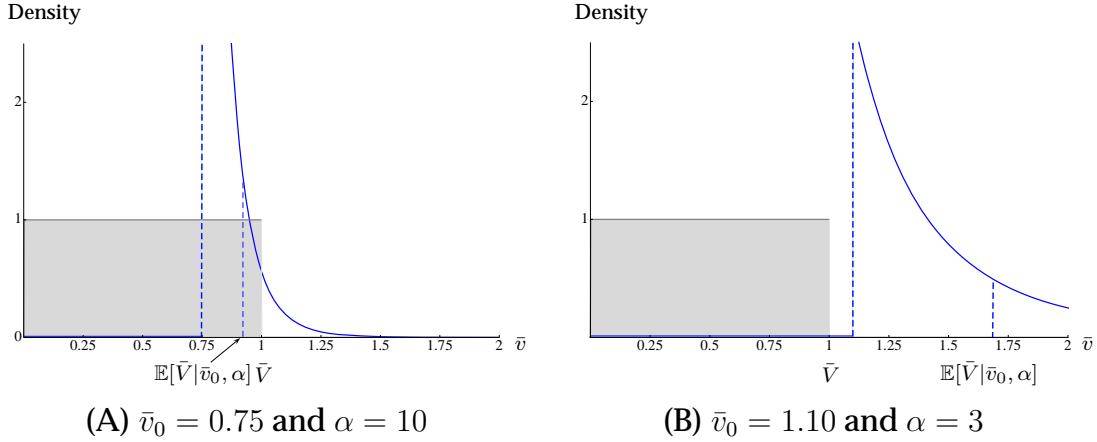 Density
2
1
0
0.25 0.5 0.75 1 1.25 1.5 1.75 2 v̄
𝔼[V̄|v̄₀, α] V̄
(A) v̄₀ = 0.75 and α = 10
Density
2
1
0.25 0.5 0.75 1 1.25 1.5 1.75 2 v̄
V̄ 𝔼[V̄|v̄₀, α]
(B) v̄₀ = 1.10 and α = 3